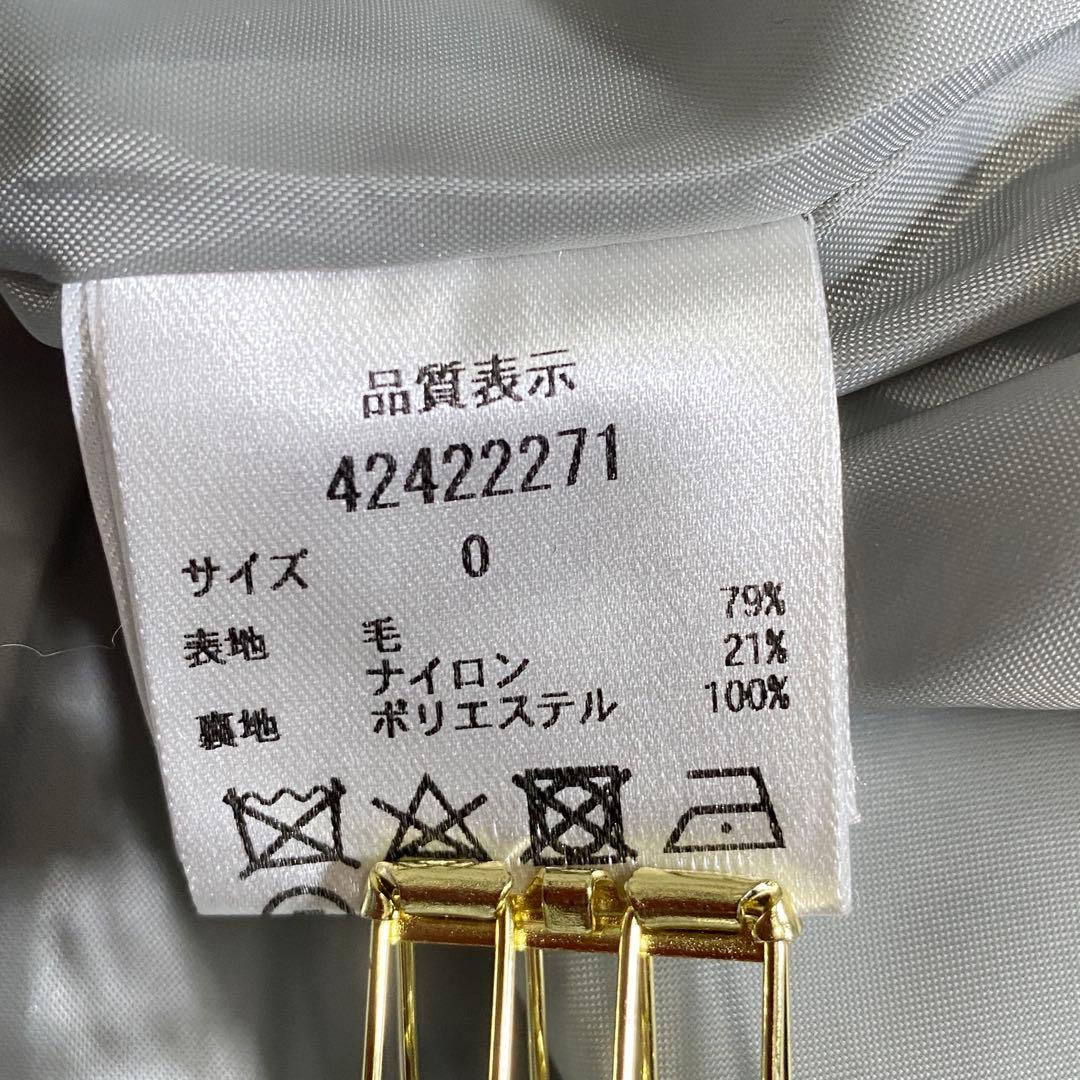 品質表示
42422271
サイズ 0
表地 毛 79%
ナイロン 21%
裏地 ポリエステル 100%